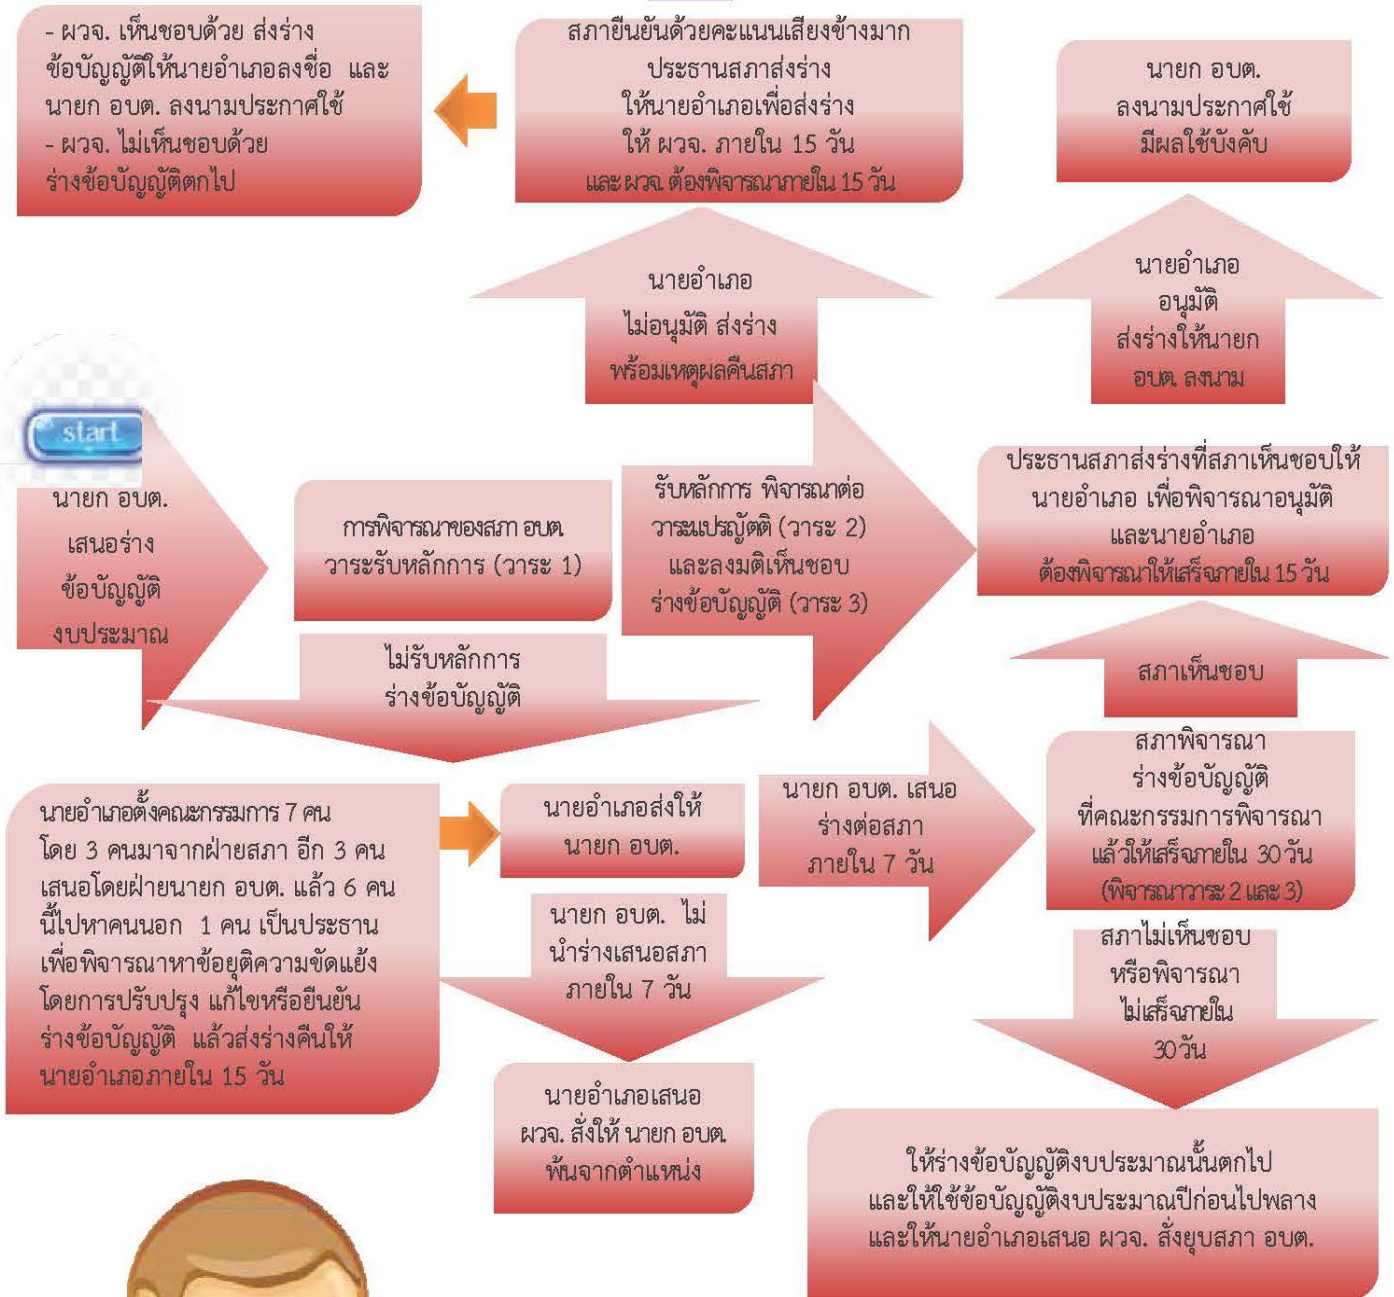 - ผวจ. เห็นชอบด้วย ส่งร่าง
ข้อบัญญัติให้นายอำเภอลงชื่อ และ
นายก อบต. ลงนามประกาศใช้
- ผวจ. ไม่เห็นชอบด้วย
ร่างข้อบัญญัติตกไป
สภายืนยันด้วยคะแนนเสียงข้างมาก
ประธานสภาส่งร่าง
ให้นายอำเภอเพื่อส่งร่าง
ให้ ผวจ. ภายใน 15 วัน
และ ผวจ. ต้องพิจารณาภายใน 15 วัน
นายก อบต.
ลงนามประกาศใช้
มีผลใช้บังคับ
นายอำเภอ
ไม่อนุมัติ ส่งร่าง
พร้อมเหตุผลคืนสภา
นายอำเภอ
อนุมัติ
ส่งร่างให้นายก
อบต. ลงนาม
start
นายก อบต.
เสนอร่าง
ข้อบัญญัติ
งบประมาณ
การพิจารณาของสภา อบต.
วาระรับหลักการ (วาระ 1)
รับหลักการ พิจารณาต่อ
วาระแปรญัตติ (วาระ 2)
และลงมติเห็นชอบ
ร่างข้อบัญญัติ (วาระ 3)
ประธานสภาส่งร่างที่สภาเห็นชอบให้
นายอำเภอ เพื่อพิจารณาอนุมัติ
และนายอำเภอ
ต้องพิจารณาให้เสร็จภายใน 15 วัน
ไม่รับหลักการ
ร่างข้อบัญญัติ
สภาเห็นชอบ
นายอำเภอตั้งคณะกรรมการ 7 คน
โดย 3 คนมาจากฝ่ายสภา อีก 3 คน
เสนอโดยฝ่ายนายก อบต. แล้ว 6 คน
นี้ไปหาคนนอก 1 คน เป็นประธาน
เพื่อพิจารณาหาข้อยุติความขัดแย้ง
โดยการปรับปรุง แก้ไขหรือยืนยัน
ร่างข้อบัญญัติ แล้วส่งร่างคืนให้
นายอำเภอภายใน 15 วัน
นายอำเภอส่งให้
นายก อบต.
นายก อบต. เสนอ
ร่างต่อสภา
ภายใน 7 วัน
สภาพิจารณา
ร่างข้อบัญญัติ
ที่คณะกรรมการพิจารณา
แล้วให้เสร็จภายใน 30 วัน
(พิจารณาวาระ 2 และ 3)
นายก อบต. ไม่
นำร่างเสนอสภา
ภายใน 7 วัน
สภาไม่เห็นชอบ
หรือพิจารณา
ไม่เสร็จภายใน
30 วัน
นายอำเภอเสนอ
ผวจ. สั่งให้ นายก อบต.
พ้นจากตำแหน่ง
ให้ร่างข้อบัญญัติงบประมาณนั้นตกไป
และให้ใช้ข้อบัญญัติงบประมาณปีก่อนไปพลาง
และให้นายอำเภอเสนอ ผวจ. สั่งยุบสภา อบต.